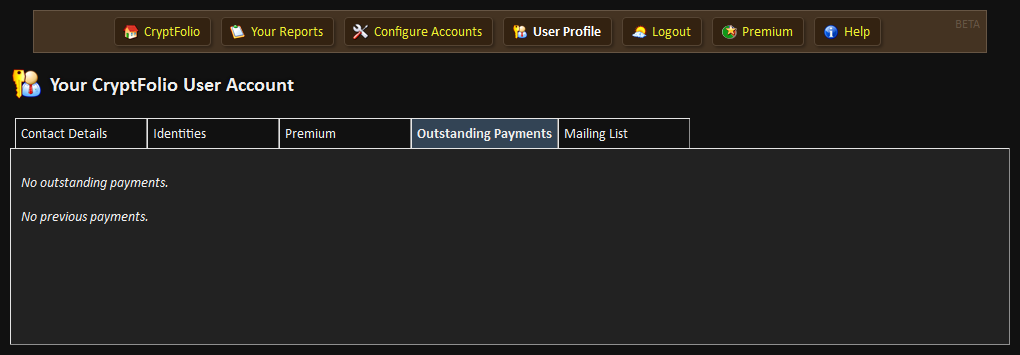 CryptFolio Your Reports Configure Accounts User Profile Logout Premium Help BETA
Your CryptFolio User Account
Contact Details Identities Premium Outstanding Payments Mailing List
No outstanding payments.
No previous payments.